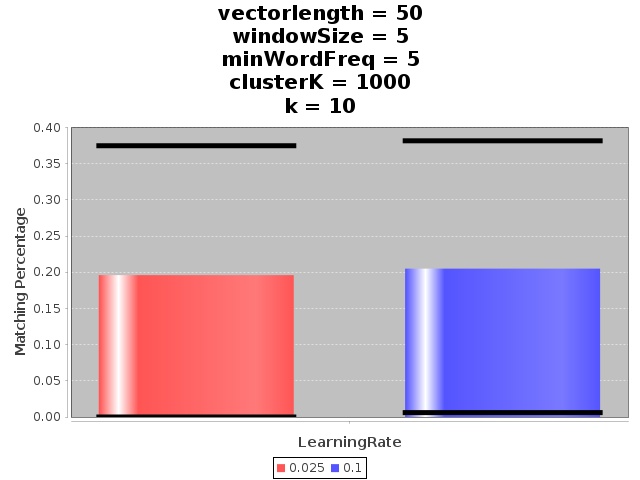 vectorlength = 50
windowSize = 5
minWordFreq = 5
clusterK = 1000
k = 10
0.40
0.35
0.30
0.25
0.20
0.15
0.10
0.05
0.00
Matching Percentage
LearningRate
0.025 0.1